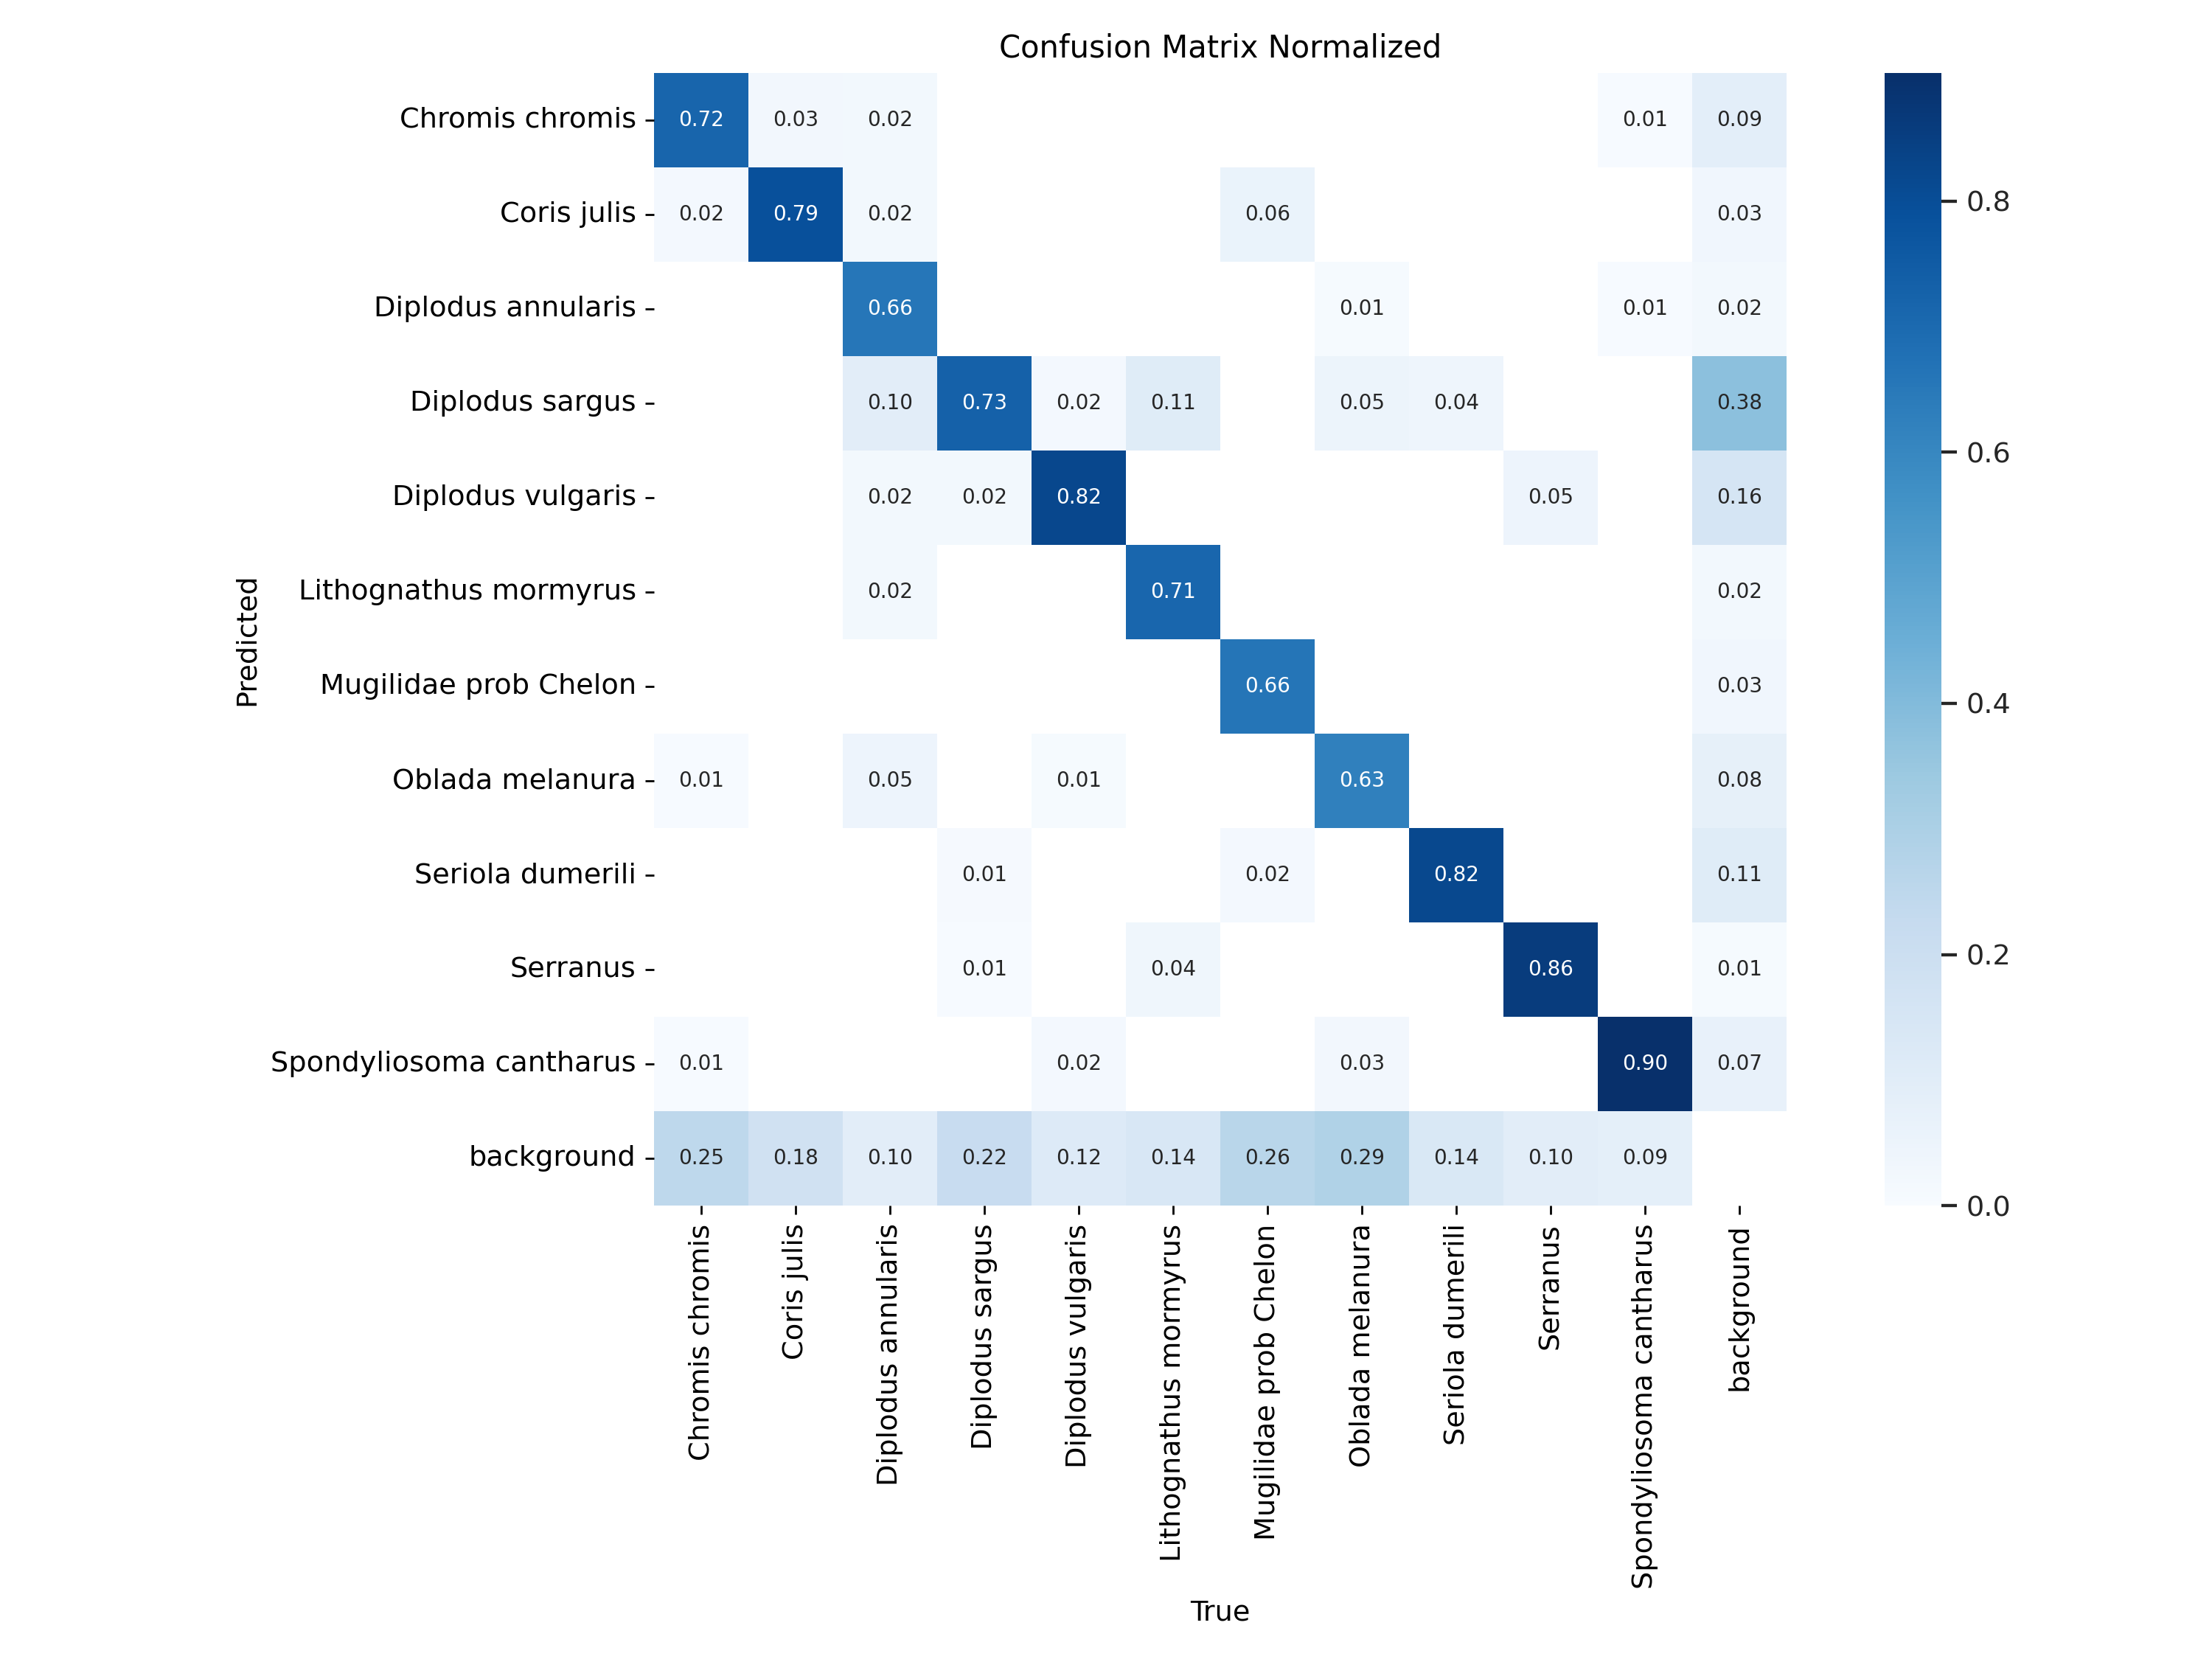 Confusion Matrix Normalized
Chromis chromis 0.72 0.03 0.02 0.01 0.09
Coris julis 0.02 0.79 0.02 0.06 0.03 0.8
Diplodus annularis 0.66 0.01 0.01 0.02
Diplodus sargus 0.10 0.73 0.02 0.11 0.05 0.04 0.38
0.6
Diplodus vulgaris 0.02 0.02 0.82 0.05 0.16
Lithognathus mormyrus 0.02 0.71 0.02
Predicted
Mugilidae prob Chelon 0.66 0.03 0.4
Oblada melanura 0.01 0.05 0.01 0.63 0.08
Seriola dumerili 0.01 0.02 0.82 0.11
Serranus 0.01 0.04 0.86 0.01 0.2
Spondyliosoma cantharus 0.01 0.02 0.03 0.90 0.07
background 0.25 0.18 0.10 0.22 0.12 0.14 0.26 0.29 0.14 0.10 0.09
0.0
Chromis chromis
Coris julis
Diplodus annularis
Diplodus sargus
Diplodus vulgaris
Lithognathus mormyrus
Mugilidae prob Chelon
Oblada melanura
Seriola dumerili
Serranus
Spondyliosoma cantharus
background
True